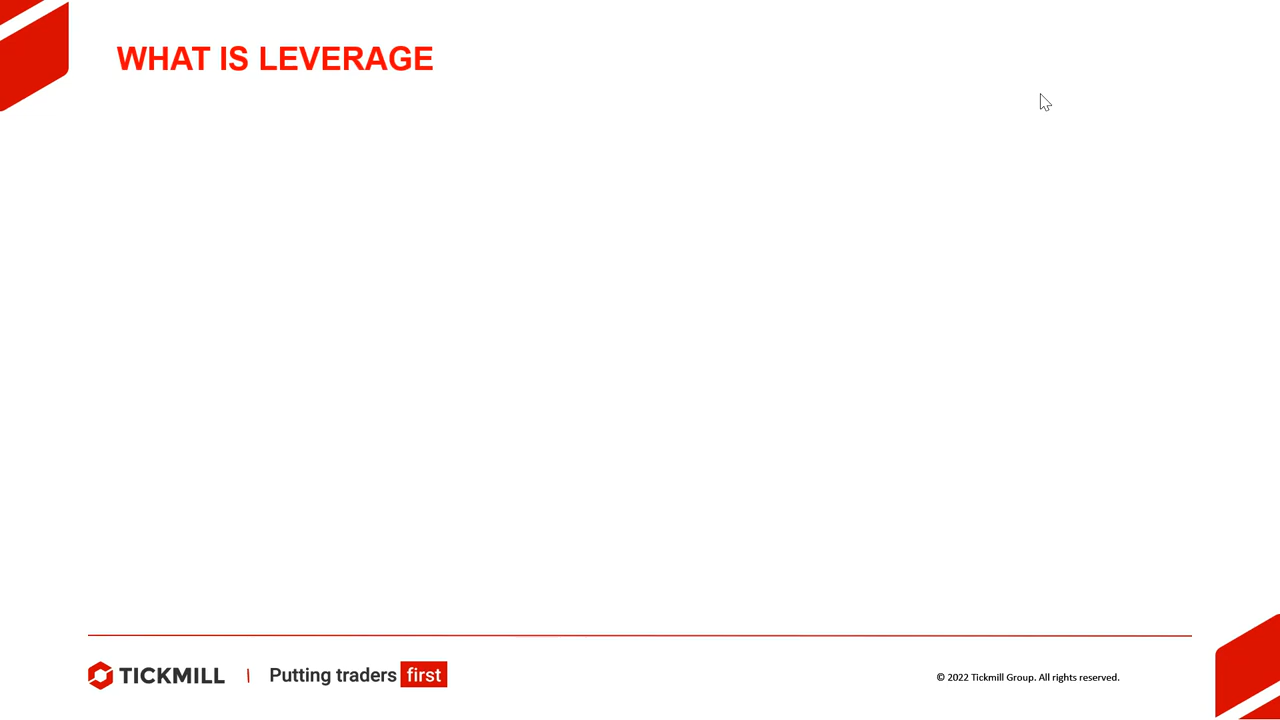 WHAT IS LEVERAGE
TICKMILL | Putting traders first
© 2022 Tickmill Group. All rights reserved.